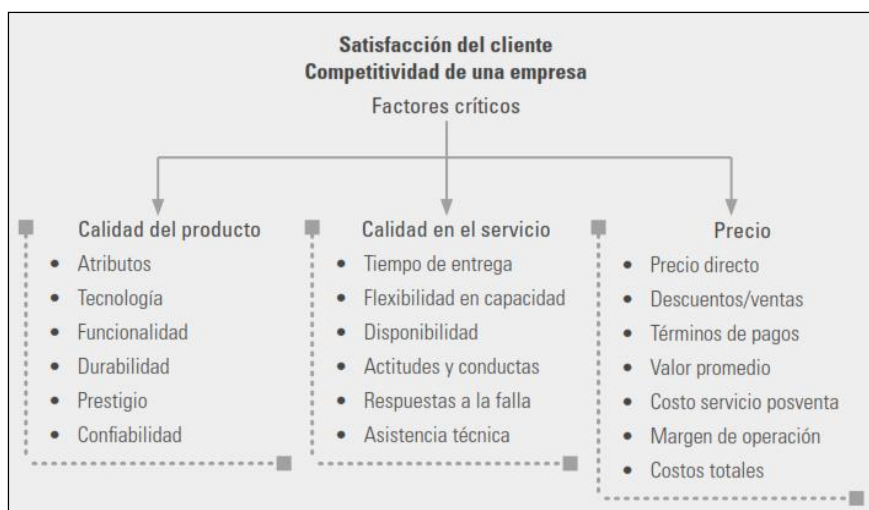 Satisfacción del cliente
Competitividad de una empresa
Factores críticos
Calidad del producto
• Atributos
• Tecnología
• Funcionalidad
• Durabilidad
• Prestigio
• Confiabilidad
Calidad en el servicio
• Tiempo de entrega
• Flexibilidad en capacidad
• Disponibilidad
• Actitudes y conductas
• Respuestas a la falla
• Asistencia técnica
Precio
• Precio directo
• Descuentos/ventas
• Términos de pagos
• Valor promedio
• Costo servicio posventa
• Margen de operación
• Costos totales